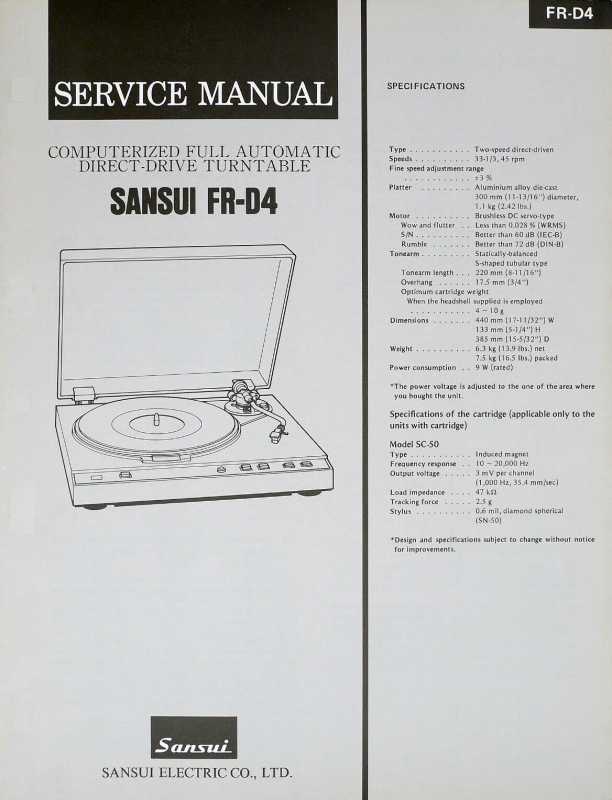 SERVICE MANUAL
COMPUTERIZED FULL AUTOMATIC
DIRECT-DRIVE TURNTABLE
SANSUI FR-D4
Sansui
SANSUI ELECTRIC CO., LTD.
FR-D4
SPECIFICATIONS
Type . . . . . . . . . . . Two-speed direct-driven
Speeds . . . . . . . . . . 33-1/3, 45 rpm
Fine speed adjustment range
. . . . . . . . . . . . ±3 %
Platter . . . . . . . . . Aluminium alloy die-cast
300 mm (11-13/16") diameter,
1.1 kg (2.42 lbs.)
Motor . . . . . . . . . . Brushless DC servo-type
Wow and flutter . . Less than 0.028 % (WRMS)
S/N . . . . . . . . . . Better than 60 dB (IEC-B)
Rumble . . . . . . . Better than 72 dB (DIN-B)
Tonearm . . . . . . . . . Statically-balanced
S-shaped tubular type
Tonearm length . . . 220 mm (8-11/16")
Overhang . . . . . . 17.5 mm (3/4")
Optimum cartridge weight
When the headshell supplied is employed
. . . . . . . . . . . 4 ~ 10 g
Dimensions . . . . . . . 440 mm (17-11/32") W
133 mm (5-1/4") H
385 mm (15-5/32") D
Weight . . . . . . . . . . 6.3 kg (13.9 lbs.) net
7.5 kg (16.5 lbs.) packed
Power consumption . . 9 W (rated)
*The power voltage is adjusted to the one of the area where
you bought the unit.
Specifications of the cartridge (applicable only to the
units with cartridge)
Model SC-50
Type . . . . . . . . . . . Induced magnet
Frequency response . . 10 ~ 20,000 Hz
Output voltage . . . . . 3 mV per channel
(1,000 Hz, 35.4 mm/sec)
Load impedance . . . . 47 kΩ
Tracking force . . . . . 2.5 g
Stylus . . . . . . . . . . 0.6 mil, diamond spherical
(SN-50)
*Design and specifications subject to change without notice
for improvements.